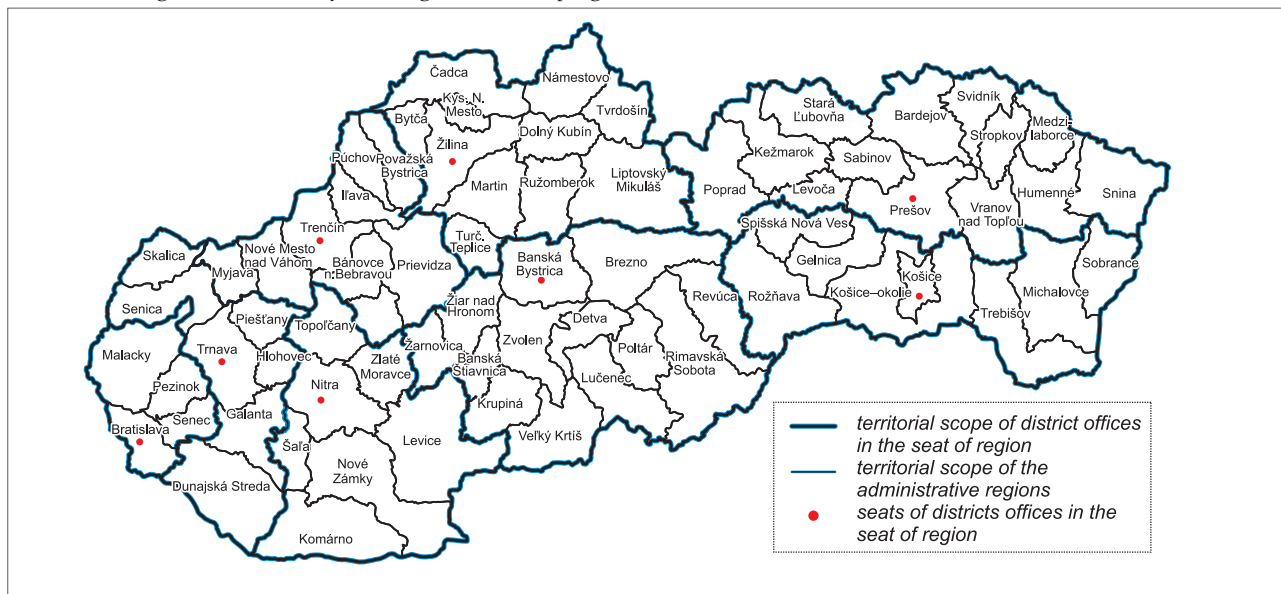 Čadca
Námestovo
Kys. N.
Mesto
Tvrdošín
Bytča
Dolný Kubín
Žilina
Púchov
Považská
Bystrica
Martin
Ružomberok
Liptovský
Mikuláš
Iľava
Stará
Ľubovňa
Bardejov
Svidník
Stropkov
Medzi-
laborce
Kežmarok
Sabinov
Poprad
Levoča
Prešov
Vranov
nad Topľou
Humenné
Snina
Trenčín
Turč.
Teplice
Skalica
Nové Mesto
nad Váhom
Myjava
Bánovce
n.Bebravou
Prievidza
Banská
Bystrica
Brezno
Spišská Nová Ves
Gelnica
Košice
Košice–okolie
Rožňava
Revúca
Sobrance
Michalovce
Trebišov
Senica
Piešťany
Topoľčany
Žiar nad
Hronom
Detva
Malacky
Trnava
Hlohovec
Zlaté
Moravce
Žarnovica
Banská
Štiavnica
Zvolen
Poltár
Rimavská
Sobota
Pezinok
Nitra
Lučenec
Krupiná
Senec
Galanta
Bratislava
Šaľa
Levice
Veľký Krtíš
Nové
Zámky
Dunajská Streda
Komárno
territorial scope of district offices
in the seat of region
territorial scope of the
administrative regions
seats of districts offices in the
seat of region